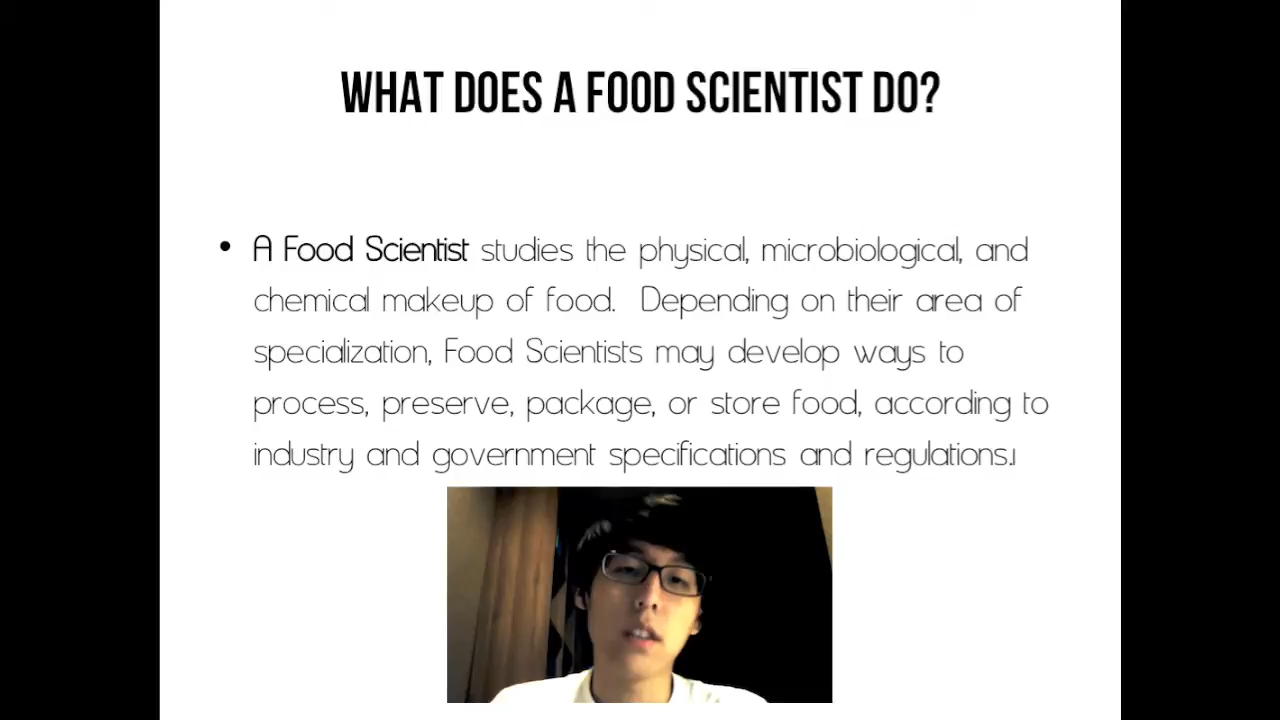 WHAT DOES A FOOD SCIENTIST DO?
• A Food Scientist studies the physical, microbiological, and
chemical makeup of food. Depending on their area of
specialization, Food Scientists may develop ways to
process, preserve, package, or store food, according to
industry and government specifications and regulations.1